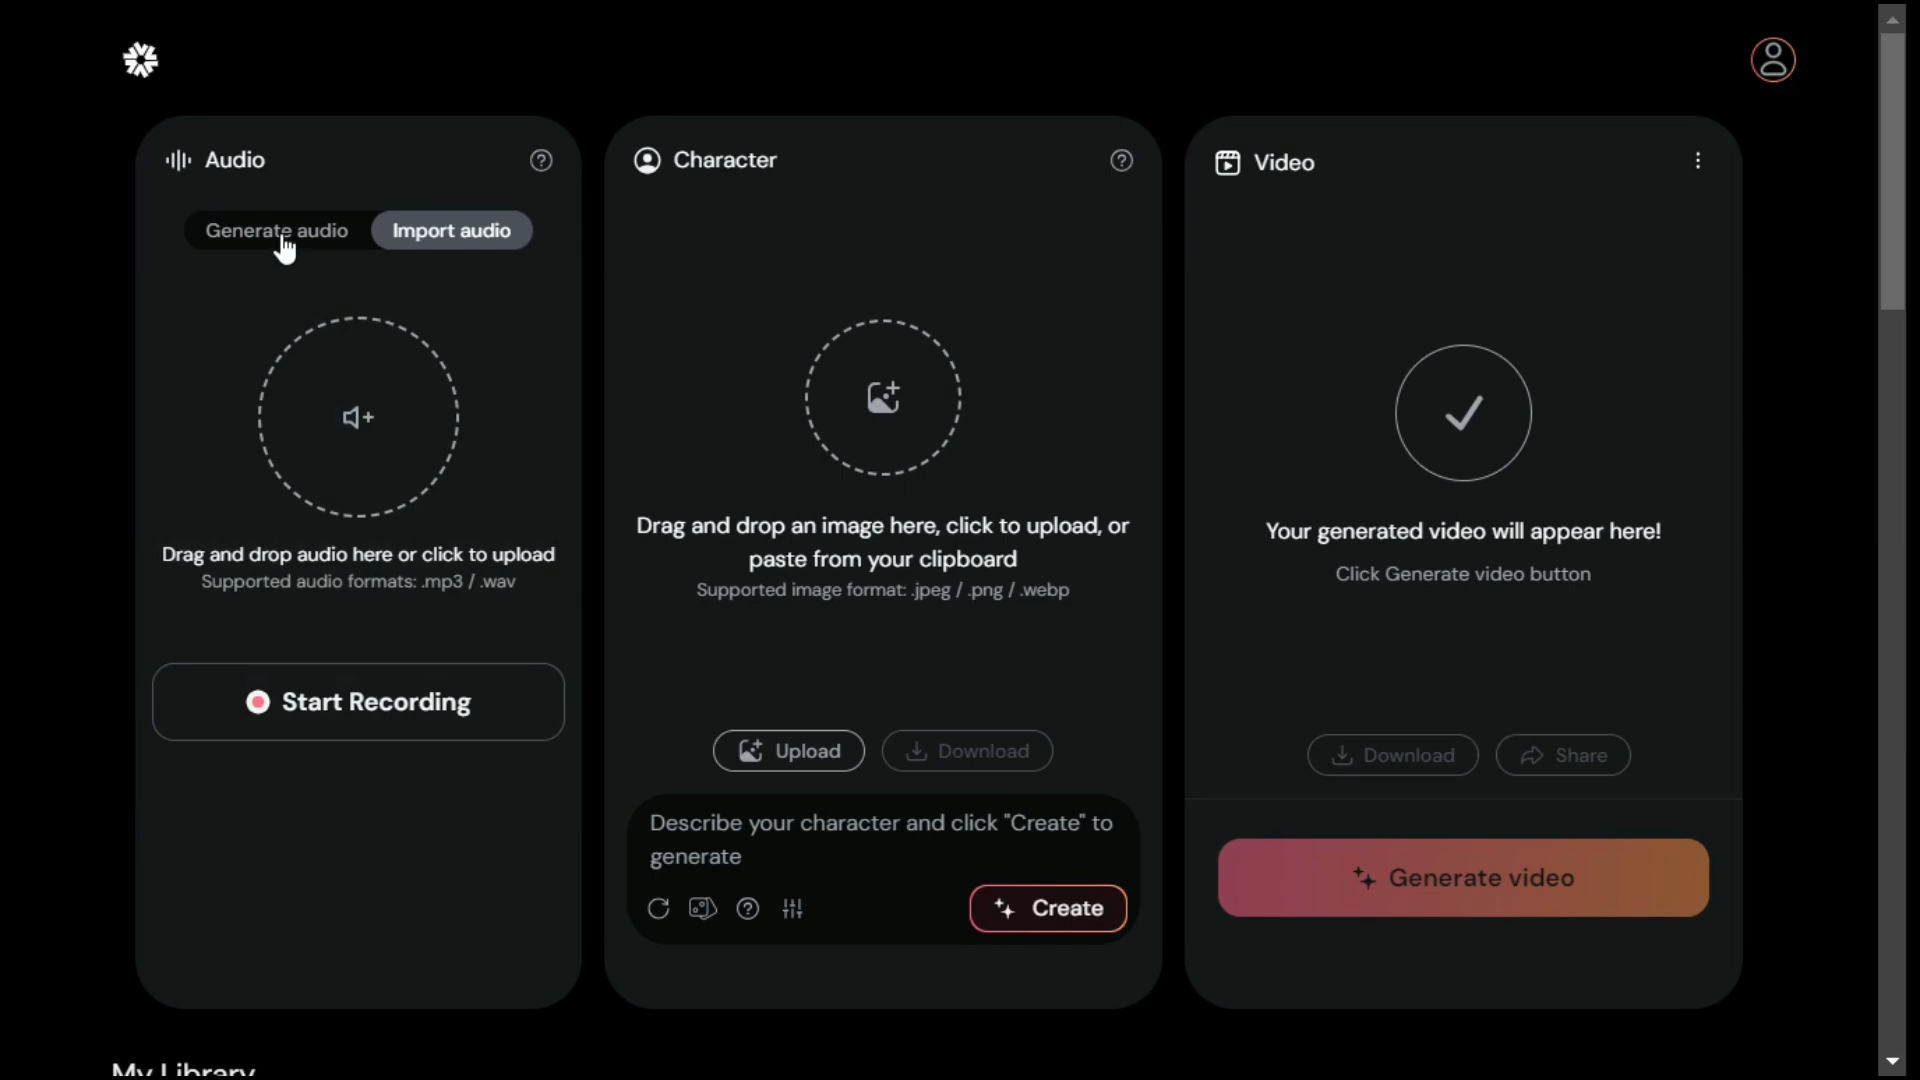 Audio
Generate audio
Import audio
Drag and drop audio here or click to upload
Supported audio formats: .mp3 / .wav
Start Recording
Character
Drag and drop an image here, click to upload, or
paste from your clipboard
Supported image format: .jpeg / .png / .webp
Upload
Download
Describe your character and click "Create" to
generate
Create
Video
Your generated video will appear here!
Click Generate video button
Download
Share
Generate video
My Library